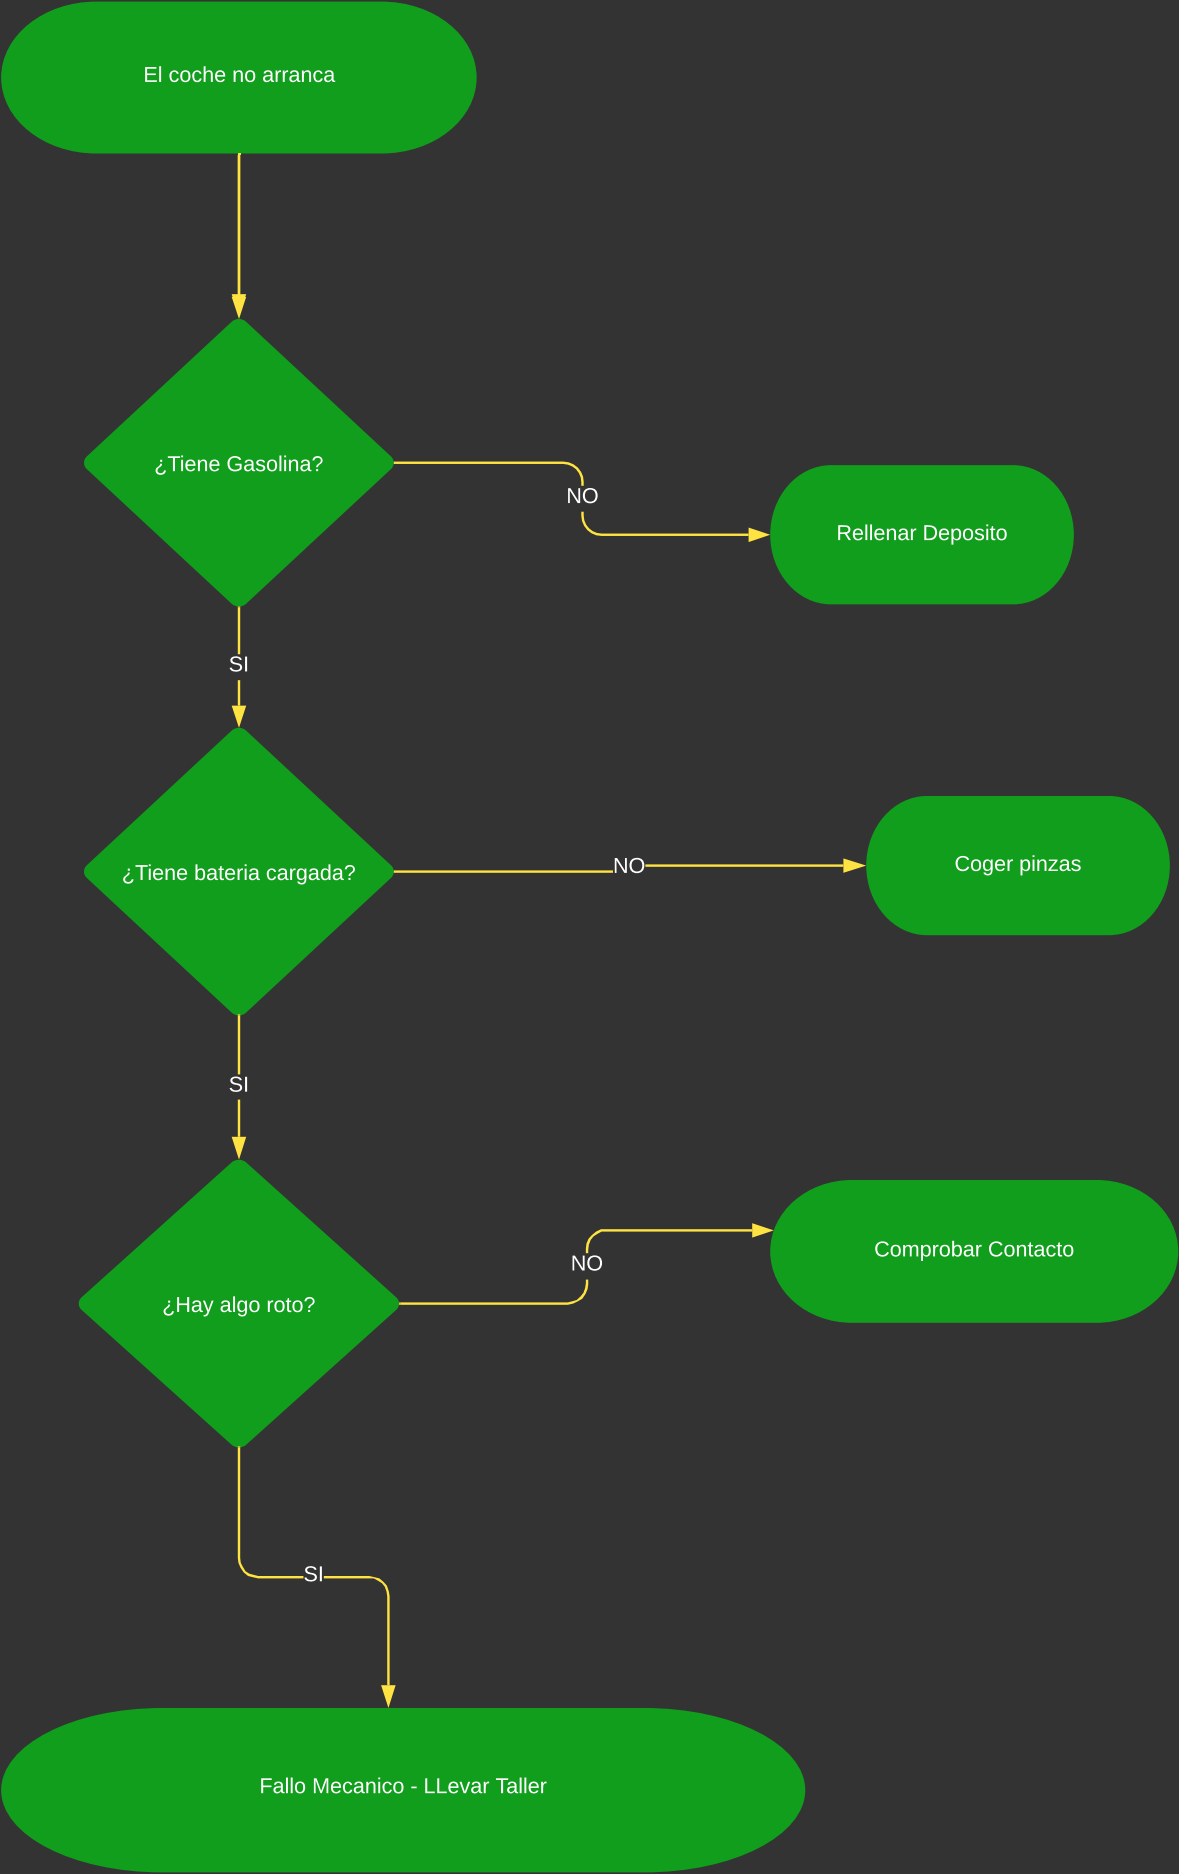 El coche no arranca
¿Tiene Gasolina?
NO
Rellenar Deposito
SI
¿Tiene bateria cargada?
NO
Coger pinzas
SI
¿Hay algo roto?
NO
Comprobar Contacto
SI
Fallo Mecanico - LLevar Taller